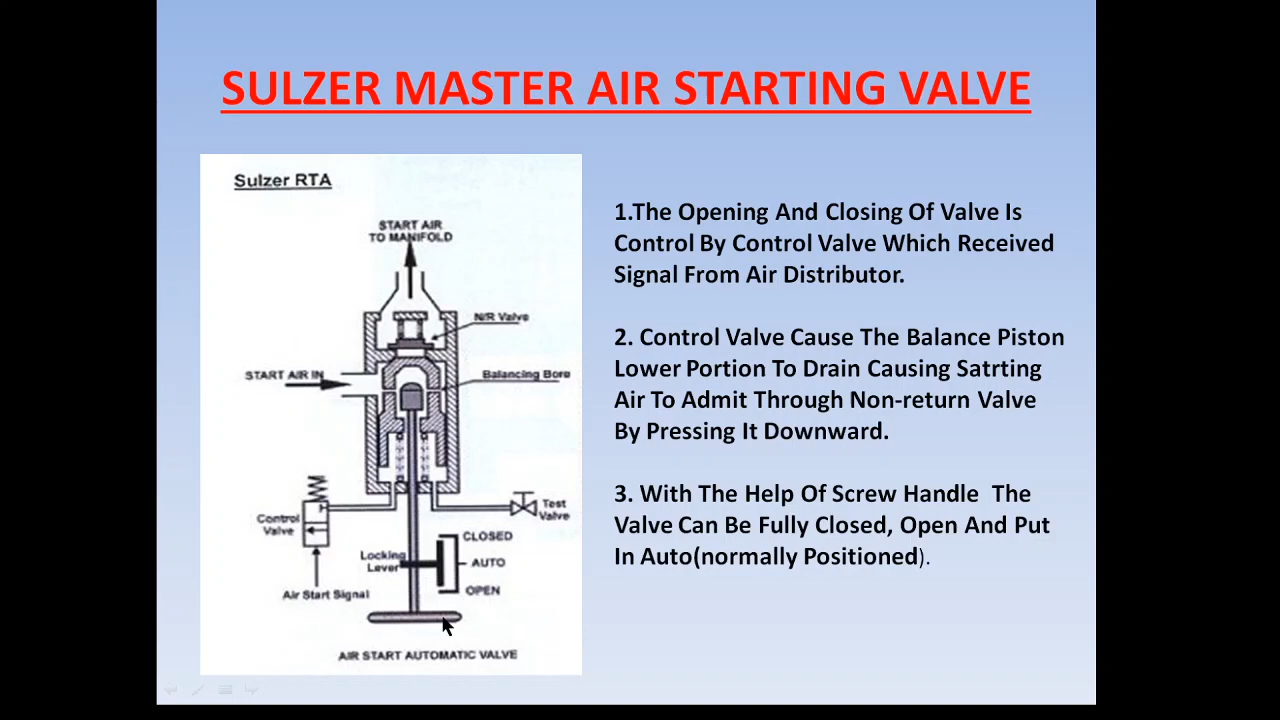 SULZER MASTER AIR STARTING VALVE
Sulzer RTA
START AIR
TO MANIFOLD
N/R Valve
START AIR IN
Balancing Bore
Control
Valve
Test
Valve
CLOSED
Locking
Lever
AUTO
OPEN
Air Start Signal
AIR START AUTOMATIC VALVE
1.The Opening And Closing Of Valve Is
Control By Control Valve Which Received
Signal From Air Distributor.
2. Control Valve Cause The Balance Piston
Lower Portion To Drain Causing Satrting
Air To Admit Through Non-return Valve
By Pressing It Downward.
3. With The Help Of Screw Handle The
Valve Can Be Fully Closed, Open And Put
In Auto(normally Positioned).